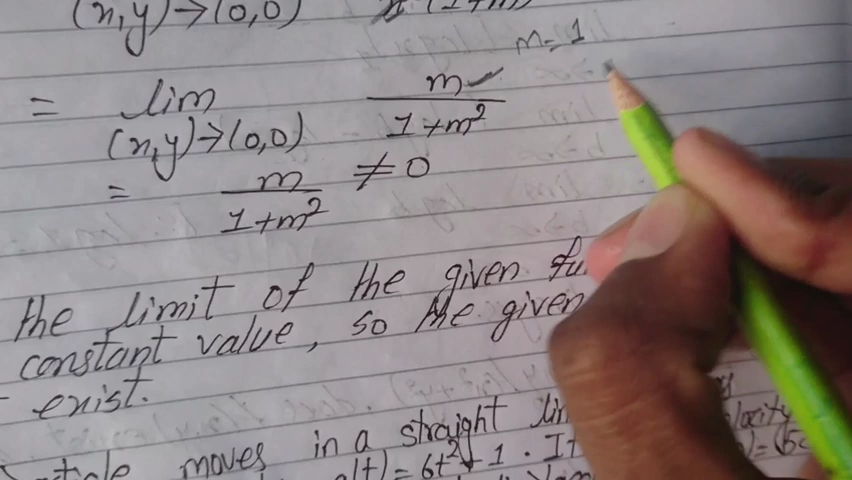 (x,y)→(0,0)
m=1
= lim m / 1+m²
(x,y)→(0,0)
= m / 1+m² ≠ 0
the limit of the given
constant value, so the given
exist.
moves in a straight
(t) = 6t² + 1.